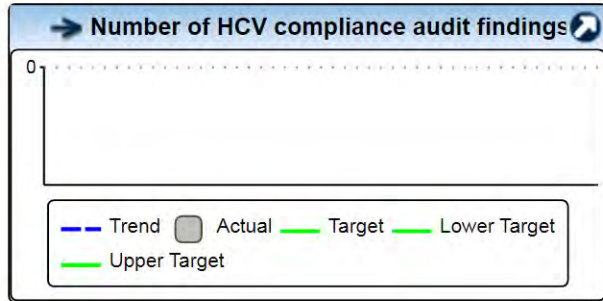 Number of HCV compliance audit findings
0
Trend Actual Target Lower Target
Upper Target